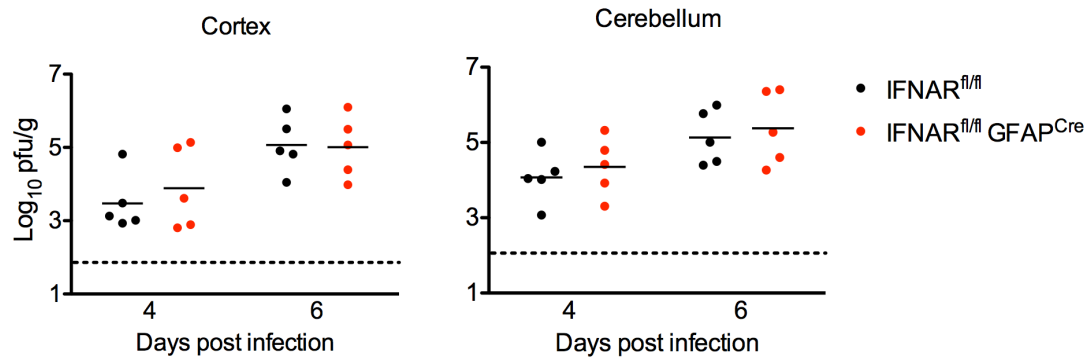 Cortex
Log10 pfu/g
7
5
3
1
4 6
Days post infection
Cerebellum
7
5
3
1
4 6
Days post infection
IFNARfl/fl
IFNARfl/fl GFAPCre